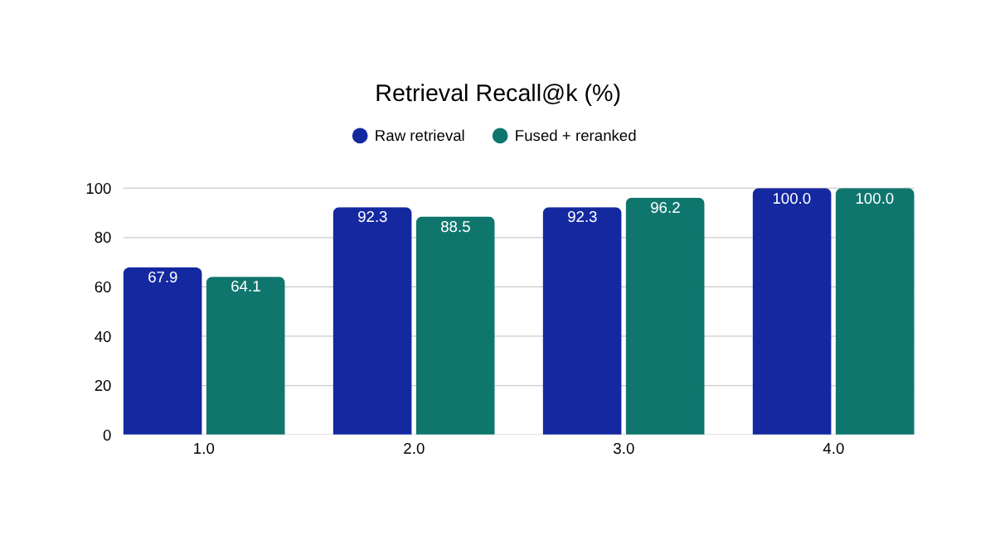 Retrieval Recall@k (%)
Raw retrieval Fused + reranked
100
80
60
40
20
0
67.9 64.1 92.3 88.5 92.3 96.2 100.0 100.0
1.0 2.0 3.0 4.0